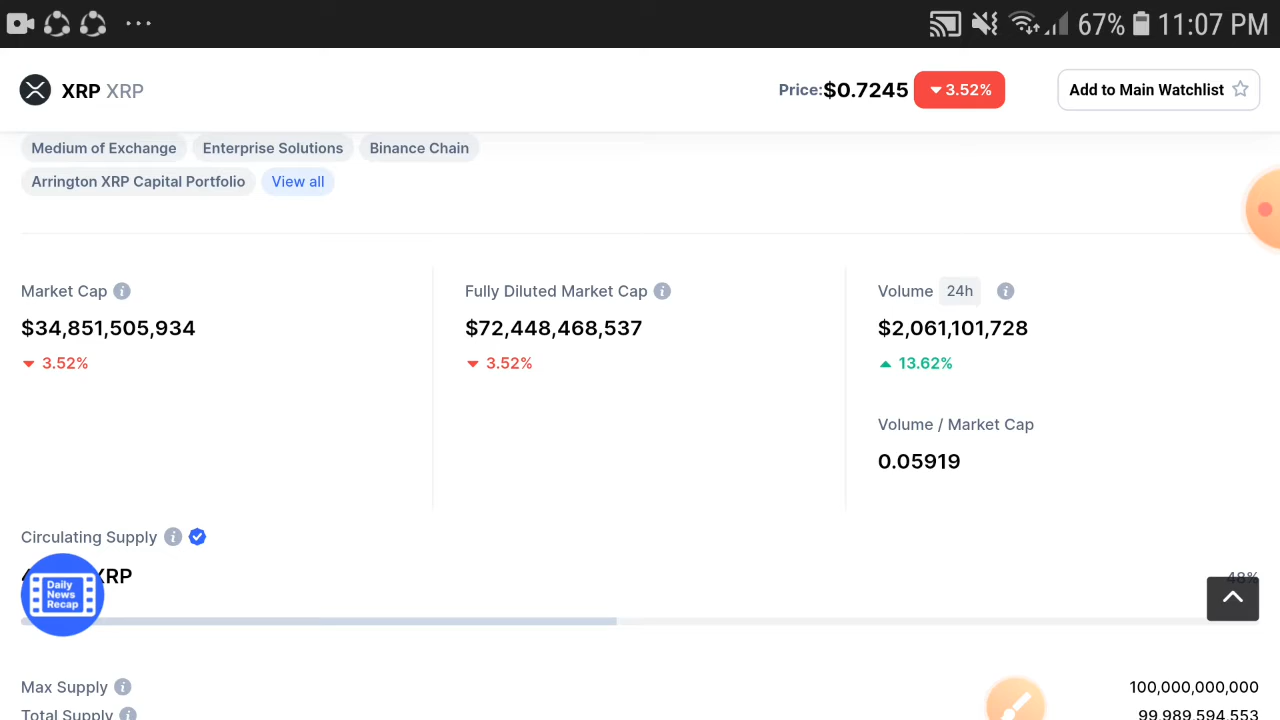 67% 11:07 PM
XRP XRP
Price:$0.7245 3.52% Add to Main Watchlist
Medium of Exchange Enterprise Solutions Binance Chain
Arrington XRP Capital Portfolio View all
Market Cap Fully Diluted Market Cap Volume 24h
$34,851,505,934 $72,448,468,537 $2,061,101,728
3.52% 3.52% 13.62%
Volume / Market Cap
0.05919
Circulating Supply
XRP 48%
Daily
News
Recap
Max Supply 100,000,000,000
Total Supply 99,989,594,553